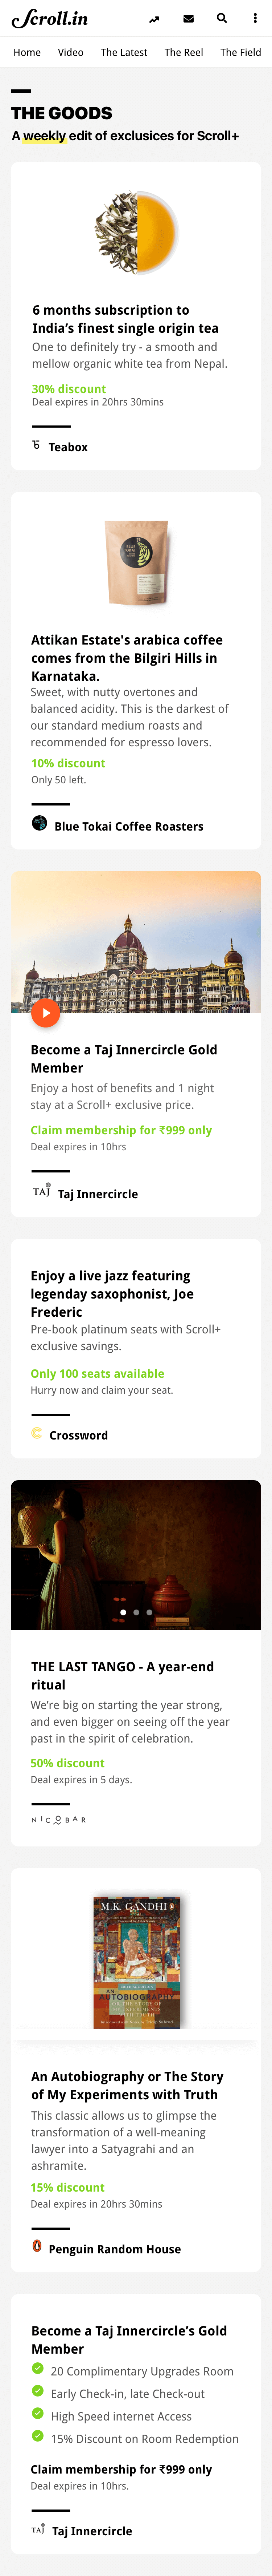 Scroll.in
Home Video The Latest The Reel The Field
THE GOODS
A weekly edit of exclusices for Scroll+
6 months subscription to
India’s finest single origin tea
One to definitely try - a smooth and
mellow organic white tea from Nepal.
30% discount
Deal expires in 20hrs 30mins
Teabox
BLUE
TOKAI
Attikan Estate's arabica coffee
comes from the Bilgiri Hills in
Karnataka.
Sweet, with nutty overtones and
balanced acidity. This is the darkest of
our standard medium roasts and
recommended for espresso lovers.
10% discount
Only 50 left.
Blue Tokai Coffee Roasters
Become a Taj Innercircle Gold
Member
Enjoy a host of benefits and 1 night
stay at a Scroll+ exclusive price.
Claim membership for ₹999 only
Deal expires in 10hrs
TAJ
Taj Innercircle
Enjoy a live jazz featuring
legenday saxophonist, Joe
Frederic
Pre-book platinum seats with Scroll+
exclusive savings.
Only 100 seats available
Hurry now and claim your seat.
Crossword
THE LAST TANGO - A year-end
ritual
We’re big on starting the year strong,
and even bigger on seeing off the year
past in the spirit of celebration.
50% discount
Deal expires in 5 days.
NICOBAR
M.K. GANDHI
AN
AUTOBIOGRAPHY
OR THE STORY OF
MY EXPERIMENTS
WITH TRUTH
An Autobiography or The Story
of My Experiments with Truth
This classic allows us to glimpse the
transformation of a well-meaning
lawyer into a Satyagrahi and an
ashramite.
15% discount
Deal expires in 20hrs 30mins
Penguin Random House
Become a Taj Innercircle’s Gold
Member
20 Complimentary Upgrades Room
Early Check-in, late Check-out
High Speed internet Access
15% Discount on Room Redemption
Claim membership for ₹999 only
Deal expires in 10hrs.
TAJ
Taj Innercircle